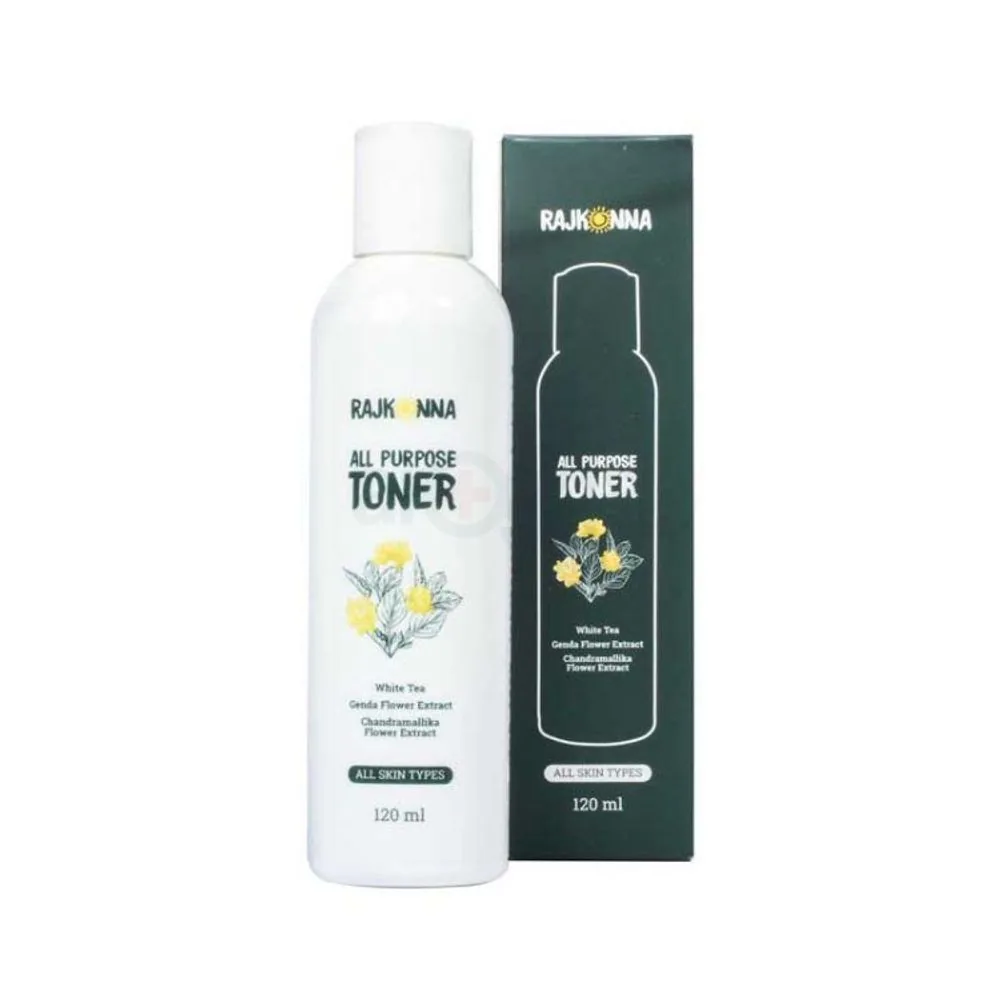 RAJKONNA
ALL PURPOSE
TONER
White Tea
Genda Flower Extract
Chandramallika
Flower Extract
ALL SKIN TYPES
120 ml
RAJKONNA
ALL PURPOSE
TONER
White Tea
Genda Flower Extract
Chandramallika
Flower Extract
ALL SKIN TYPES
120 ml